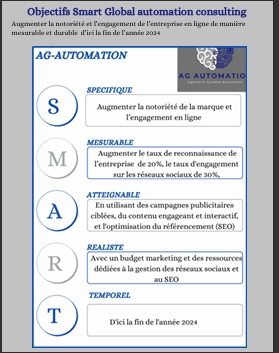 Objectifs Smart Global automation consulting
Augmenter la notoriété et l'engagement de l'entreprise en ligne de manière
mesurable et durable d'ici la fin de l'année 2024
AG-AUTOMATION
AG AUTOMATIO
SPECIFIQUE
S
Augmenter la notoriété de la marque et
l'engagement en ligne
MESURABLE
M
Augmenter le taux de reconnaissance de
l'entreprise de 20%, le taux d'engagement
sur les réseaux sociaux de 30%,
ATTEIGNABLE
A
En utilisant des campagnes publicitaires
ciblées, du contenu engageant et interactif,
et l'optimisation du référencement (SEO)
REALISTE
R
Avec un budget marketing et des ressources
dédiées à la gestion des réseaux sociaux et
au SEO
TEMPOREL
T
D'ici la fin de l'année 2024